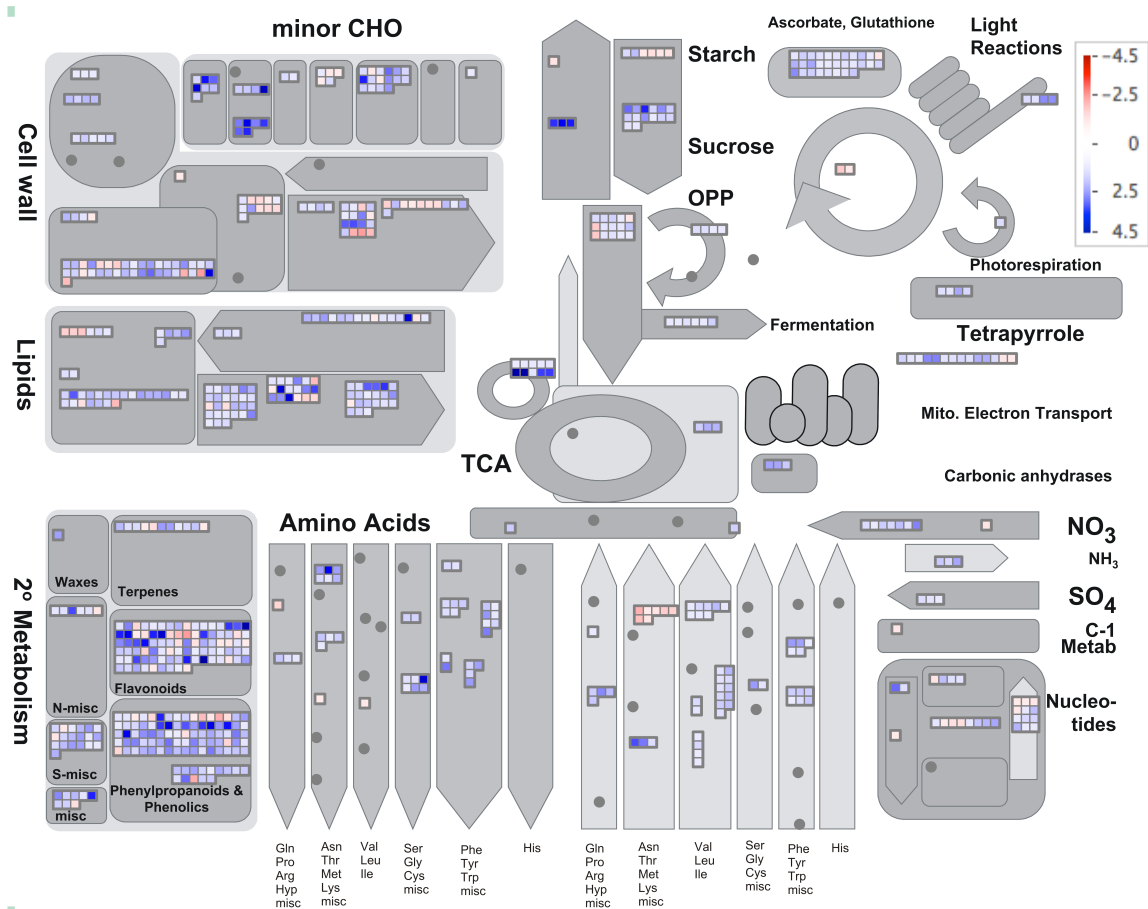 minor CHO
Cell wall
Lipids
2º Metabolism
Starch
Sucrose
OPP
Ascorbate, Glutathione
Light
Reactions
- -4.5
- -2.5
- 0
- 2.5
- 4.5
Photorespiration
Fermentation
Tetrapyrrole
Mito. Electron Transport
TCA
Carbonic anhydrases
Amino Acids
NO3
NH3
SO4
C-1
Metab
Nucleo-
tides
Waxes
Terpenes
Flavonoids
N-misc
S-misc
Phenylpropanoids &
Phenolics
misc
Gln
Pro
Arg
Hyp
misc
Asn
Thr
Met
Lys
misc
Val
Leu
Ile
Ser
Gly
Cys
misc
Phe
Tyr
Trp
misc
His
Gln
Pro
Arg
Hyp
misc
Asn
Thr
Met
Lys
misc
Val
Leu
Ile
Ser
Gly
Cys
misc
Phe
Tyr
Trp
misc
His